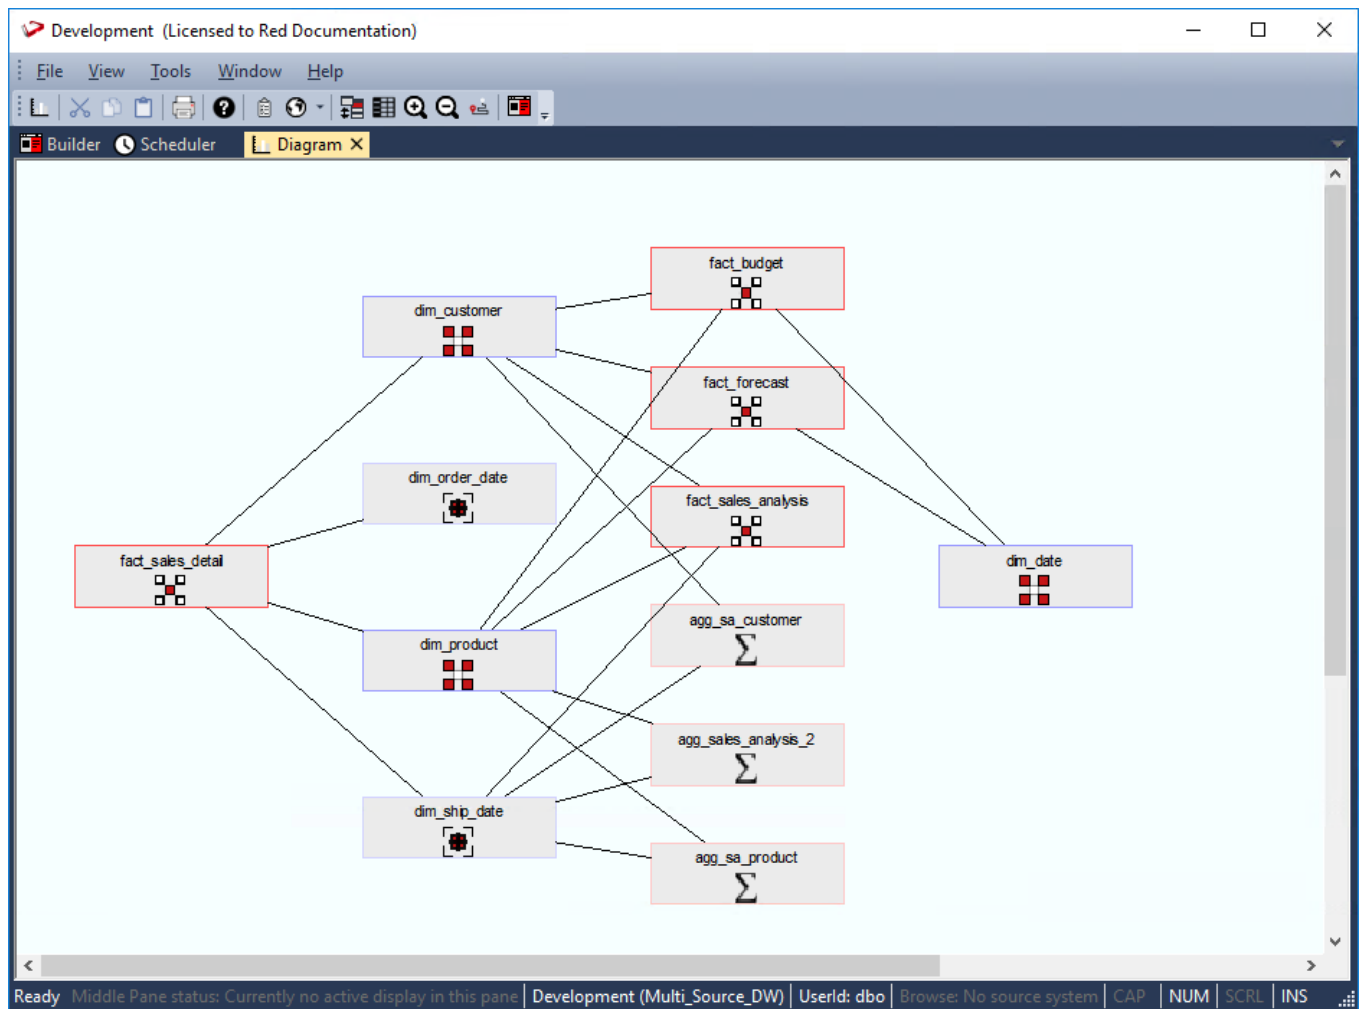 Development (Licensed to Red Documentation)
File View Tools Window Help
Builder Scheduler Diagram
fact_budget
dim_customer
fact_forecast
dim_order_date
fact_sales_analysis
fact_sales_detail
dim_date
agg_sa_customer
dim_product
agg_sales_analysis_2
dim_ship_date
agg_sa_product
Ready Middle Pane status: Currently no active display in this pane Development (Multi_Source_DW) UserId: dbo Browse: No source system CAP NUM SCRL INS